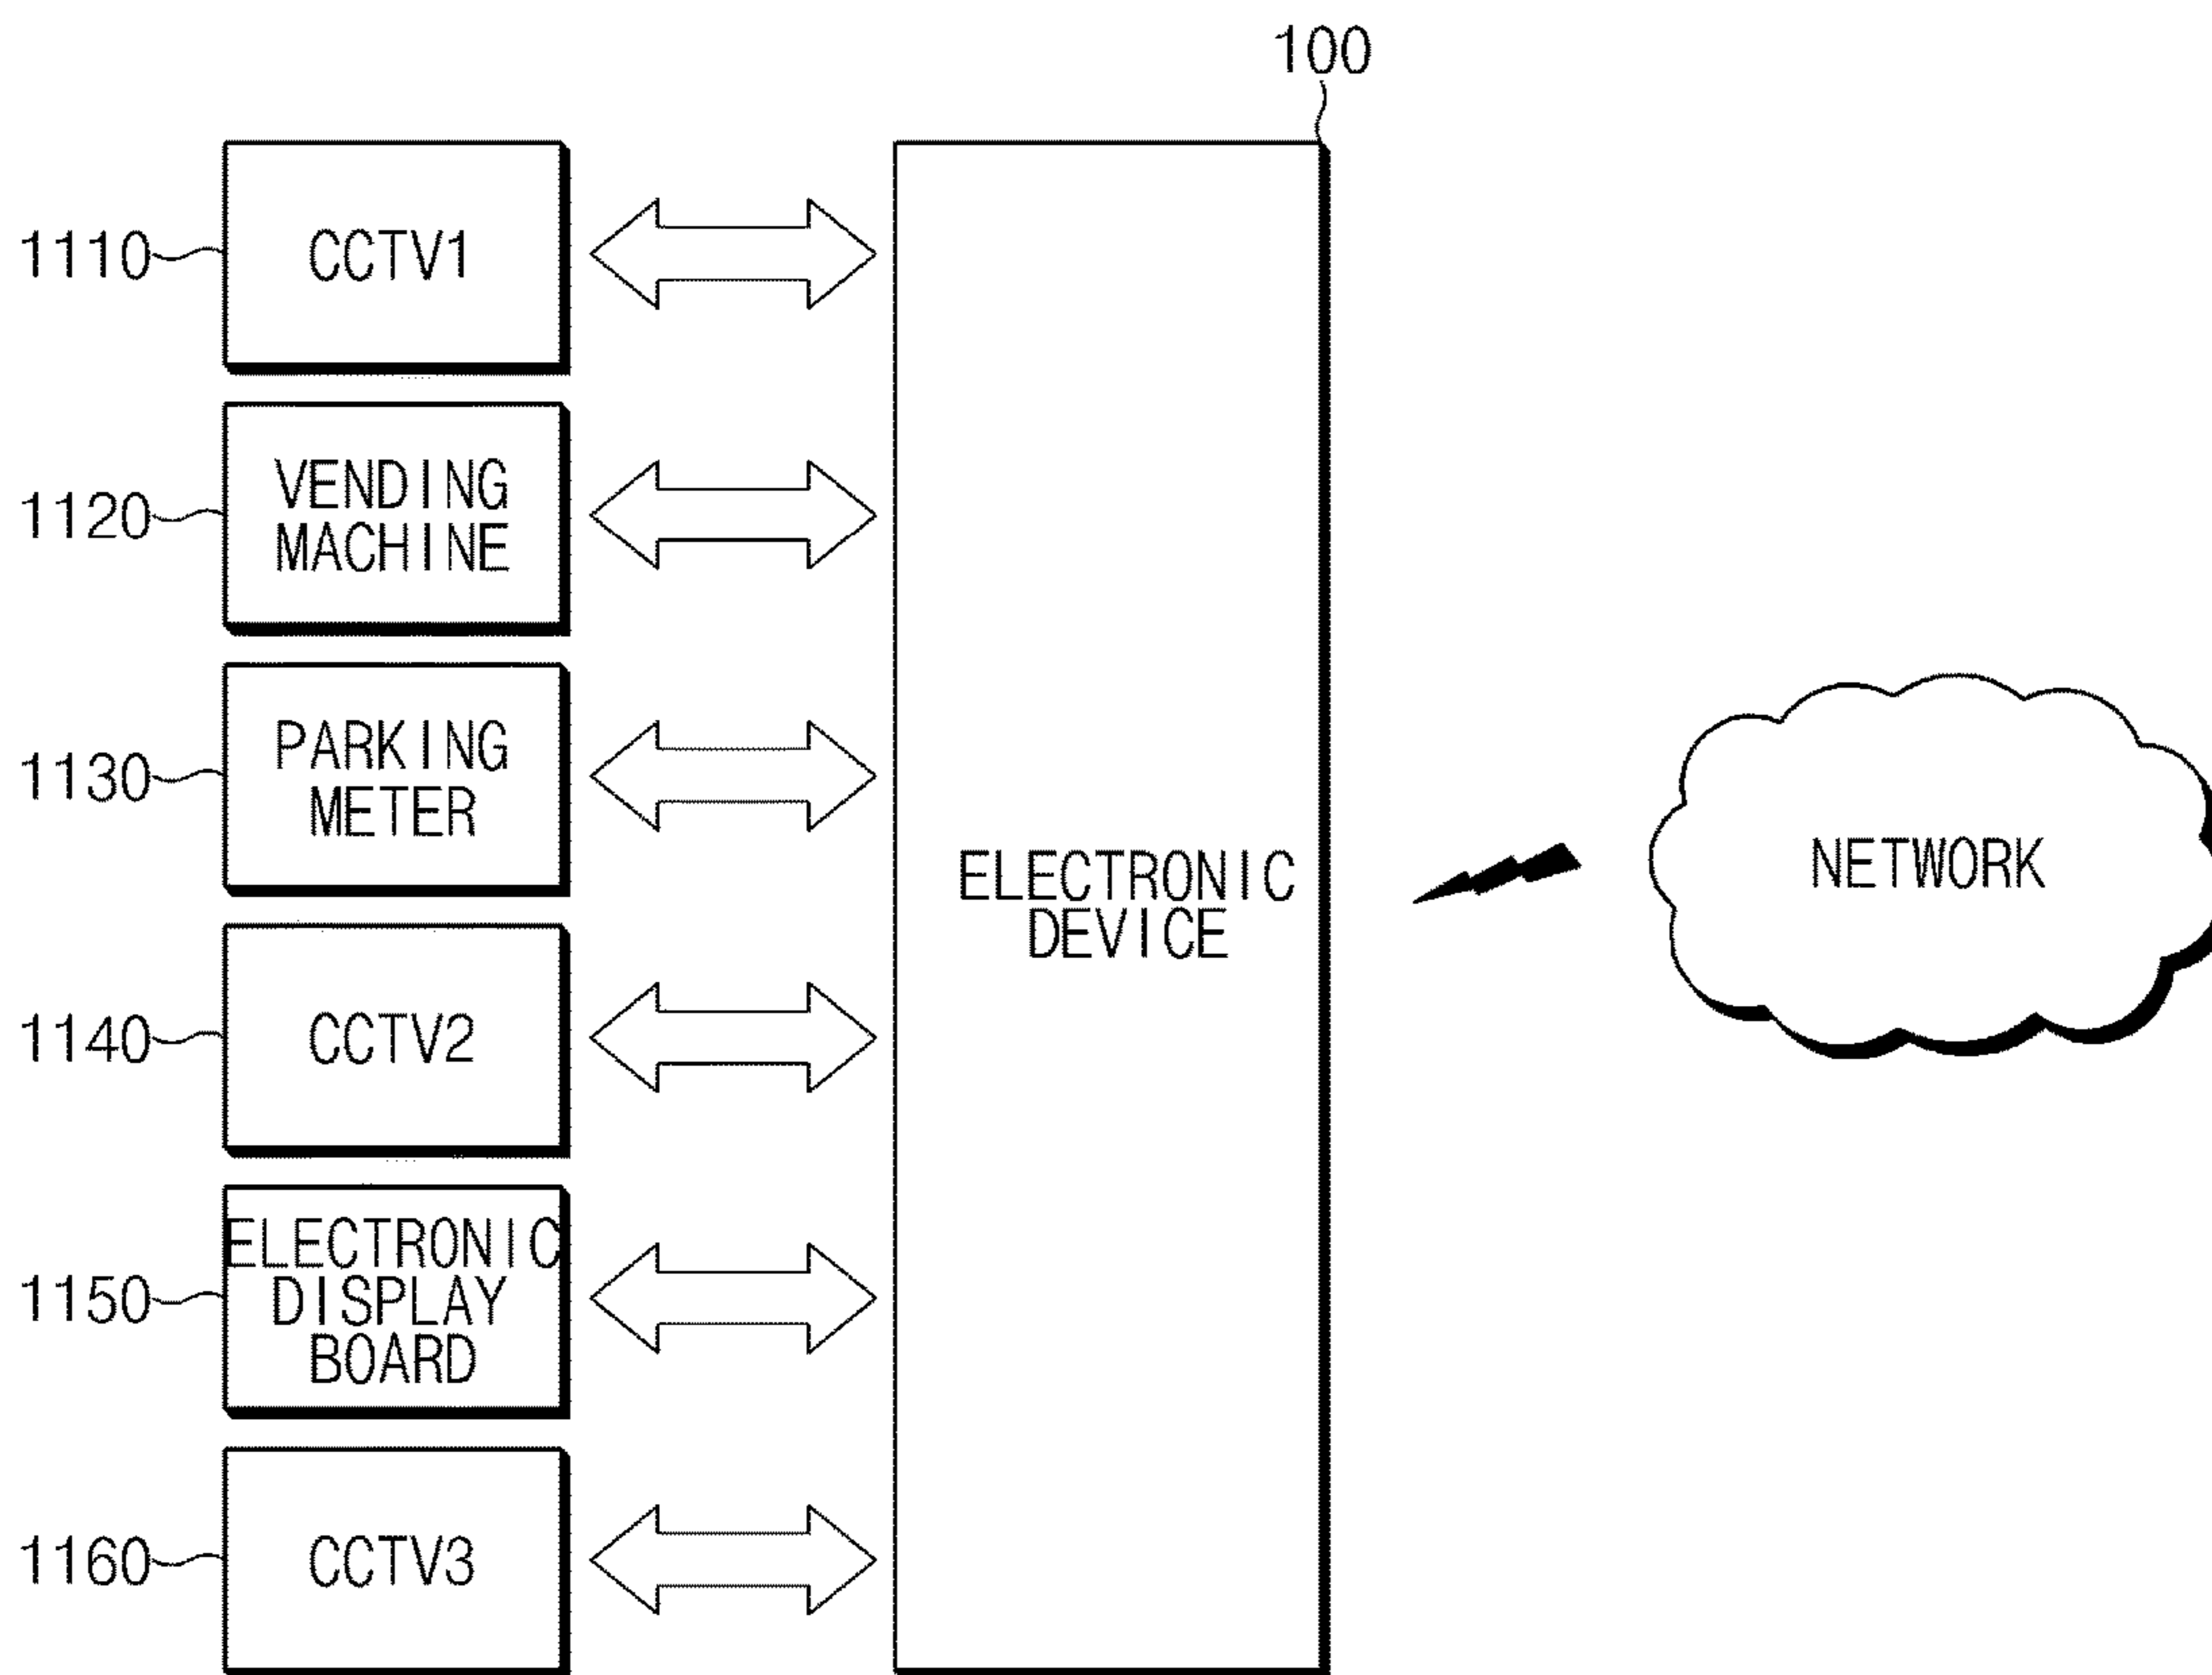 100
1110
CCTV1
1120
VENDING
MACHINE
1130
PARKING
METER
1140
CCTV2
1150
ELECTRONIC
DISPLAY
BOARD
1160
CCTV3
ELECTRONIC
DEVICE
NETWORK